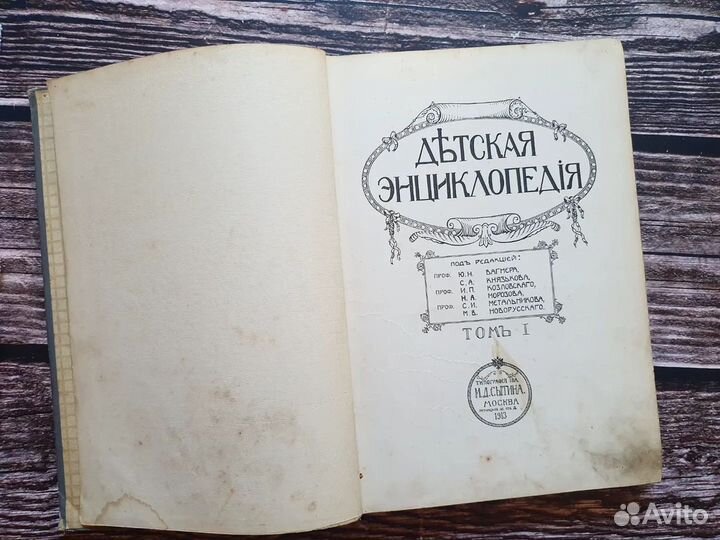 ДѢТСКАЯ
ЭНЦИКЛОПЕДІЯ
ПОДЪ РЕДАКЦІЕЙ:
ПРОФ. Ю.Н. ВАГНЕРА,
С.А. КНЯЗЬКОВА,
ПРОФ. И.П. КОЗЛОВСКАГО,
Н.А. МОРОЗОВА,
ПРОФ. С.И. МЕТАЛЬНИКОВА,
М.В. НОВОРУССКАГО.
ТОМЪ I
ТИПОГРАФІЯ Т-ВА
И.Д.СЫТИНА.
МОСКВА
1913
Avito